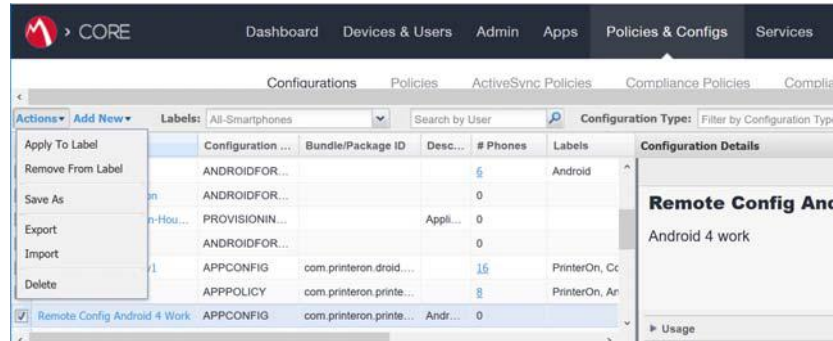 CORE Dashboard Devices & Users Admin Apps Policies & Configs Services
Configurations Policies ActiveSync Policies Compliance Policies
Actions Add New Labels: All-Smartphones Search by User Configuration Type: Filter by Configuration Type
Apply To Label Configuration ... Bundle/Package ID Desc... # Phones Labels Configuration Details
Remove From Label ANDROIDFOR... 6 Android
Save As ANDROIDFOR... 0 Remote Config And
n-Hou... PROVISIONIN... Appli... 0
Export ANDROIDFOR... 0 Android 4 work
Import
APPCONFIG com.printeron.droid.... 16 PrinterOn, Co
Delete APPPOLICY com.printeron.printe... 8 PrinterOn, An
Remote Config Android 4 Work APPCONFIG com.printeron.printe... Andr... 0
Usage